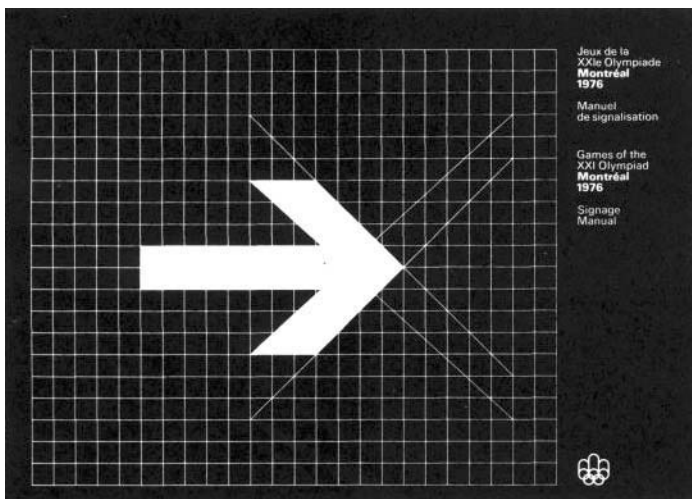 Jeux de la
XXIe Olympiade
Montréal
1976
Manuel
de signalisation
Games of the
XXI Olympiad
Montréal
1976
Signage
Manual